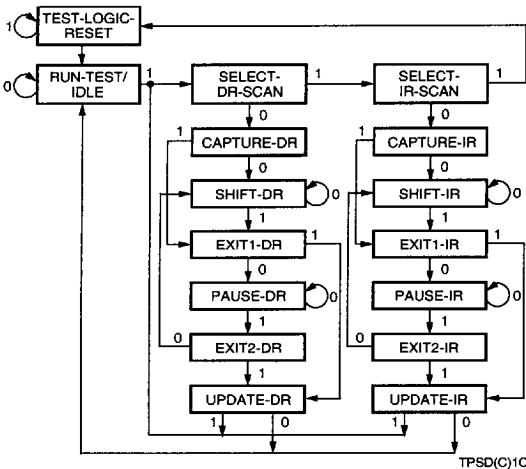 TEST-LOGIC-
RESET
1
RUN-TEST/
IDLE
0
1
SELECT-
DR-SCAN
1
SELECT-
IR-SCAN
1
0
0
1
CAPTURE-DR
1
CAPTURE-IR
0
0
SHIFT-DR
0
SHIFT-IR
0
1
1
EXIT1-DR
1
EXIT1-IR
1
0
0
PAUSE-DR
0
PAUSE-IR
0
1
1
0
EXIT2-DR
0
EXIT2-IR
1
1
UPDATE-DR
UPDATE-IR
1
0
1
0